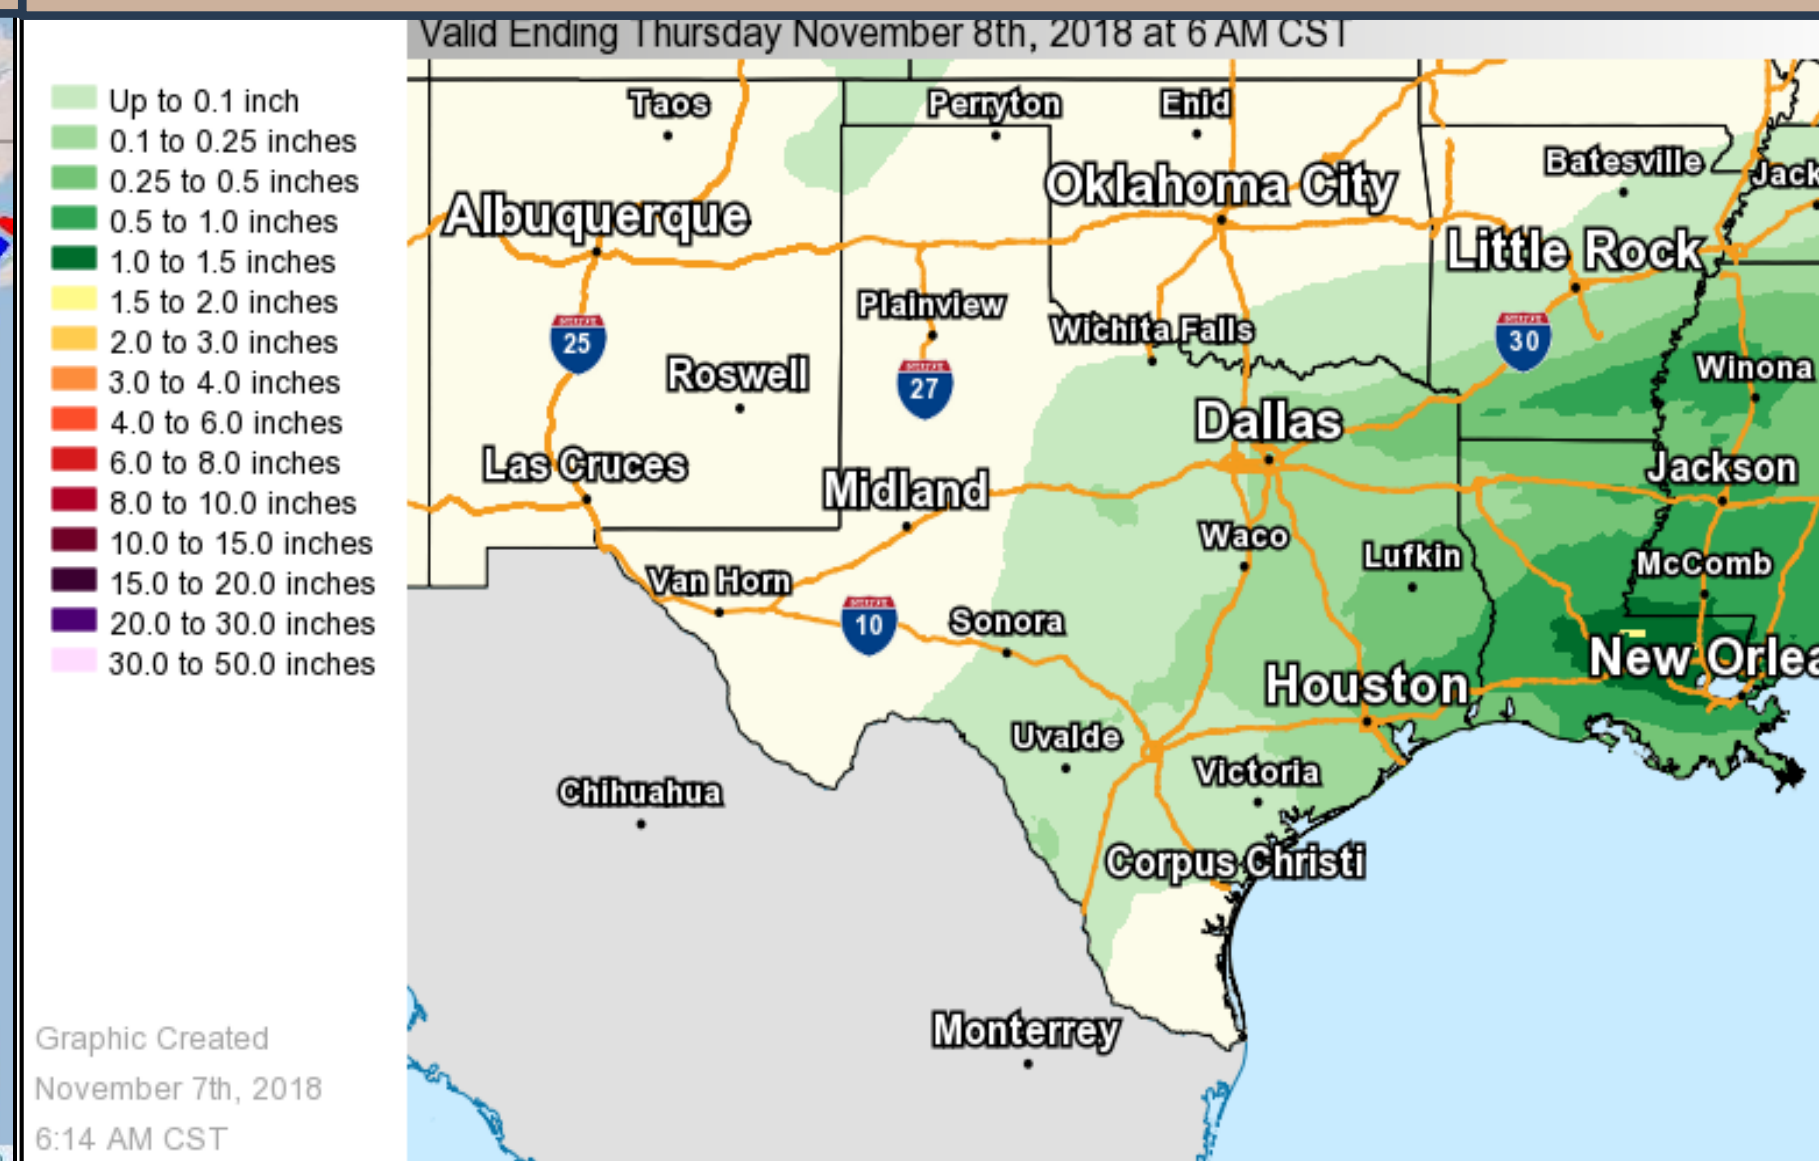 Valid Ending Thursday November 8th, 2018 at 6 AM CST
Up to 0.1 inch
0.1 to 0.25 inches
0.25 to 0.5 inches
0.5 to 1.0 inches
1.0 to 1.5 inches
1.5 to 2.0 inches
2.0 to 3.0 inches
3.0 to 4.0 inches
4.0 to 6.0 inches
6.0 to 8.0 inches
8.0 to 10.0 inches
10.0 to 15.0 inches
15.0 to 20.0 inches
20.0 to 30.0 inches
30.0 to 50.0 inches
Graphic Created
November 7th, 2018
6:14 AM CST
Taos
Perryton
Enid
Batesville
Jack
Oklahoma City
Albuquerque
Little Rock
Plainview
Wichita Falls
25
30
Roswell
27
Winona
Dallas
Las Cruces
Midland
Jackson
Waco
Lufkin
McComb
Van Horn
10
Sonora
New Orlea
Houston
Uvalde
Victoria
Chihuahua
Corpus Christi
Monterrey